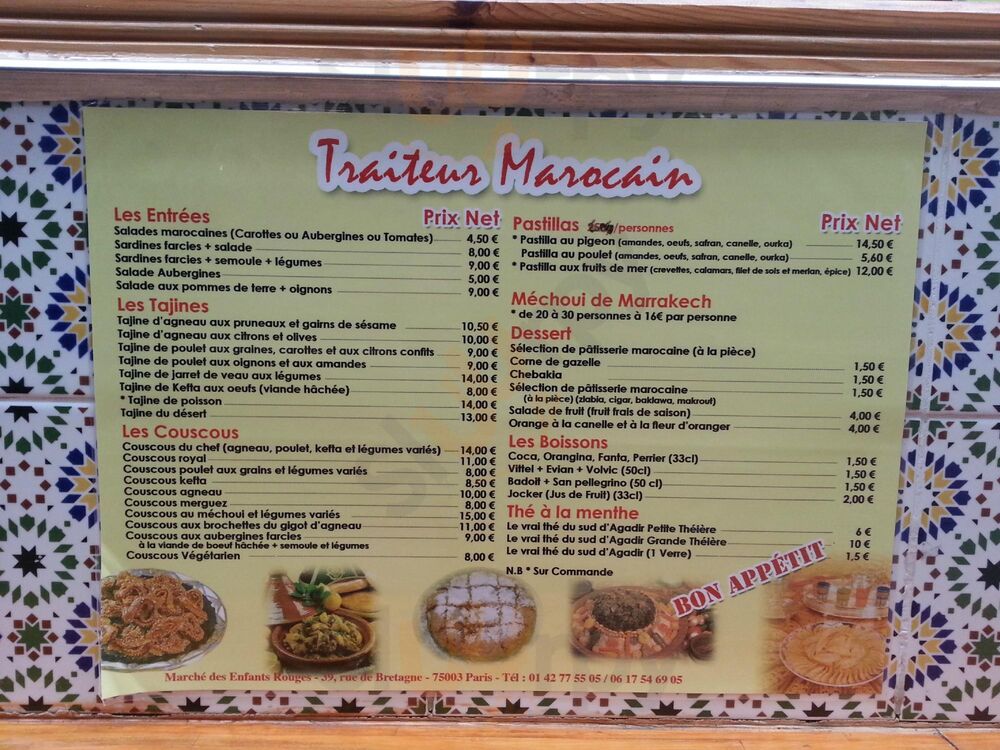 Traiteur Marocain
Les Entrées Prix Net
Salades marocaines (Carottes ou Aubergines ou Tomates) 4,50 €
Sardines farcies + salade 8,00 €
Sardines farcies + semoule + légumes 9,00 €
Salade Aubergines 5,00 €
Salade aux pommes de terre + oignons 9,00 €
Les Tajines
Tajine d'agneau aux pruneaux et gairns de sésame 10,50 €
Tajine d'agneau aux citrons et olives 10,00 €
Tajine de poulet aux graines, carottes et aux citrons confits 9,00 €
Tajine de poulet aux oignons et aux amandes 9,00 €
Tajine de jarret de veau aux légumes 14,00 €
Tajine de Kefta aux oeufs (viande hâchée) 8,00 €
* Tajine de poisson 14,00 €
Tajine du désert 13,00 €
Les Couscous
Couscous du chef (agneau, poulet, kefta et légumes variés) 14,00 €
Couscous royal 11,00 €
Couscous poulet aux grains et légumes variés 8,00 €
Couscous kefta 8,50 €
Couscous agneau 10,00 €
Couscous merguez 8,00 €
Couscous au méchoui et légumes variés 15,00 €
Couscous aux brochettes du gigot d'agneau 11,00 €
Couscous aux aubergines farcies 9,00 €
à la viande de boeuf hâchée + semoule et légumes
Couscous Végétarien 8,00 €
Pastillas /personnes Prix Net
* Pastilla au pigeon (amandes, oeufs, safran, canelle, ourka) 14,50 €
Pastilla au poulet (amandes, oeufs, safran, canelle, ourka) 5,60 €
* Pastilla aux fruits de mer (crevettes, calamars, filet de sols et merlan, épice) 12,00 €
Méchoui de Marrakech
* de 20 à 30 personnes à 16€ par personne
Dessert
Sélection de pâtisserie marocaine (à la pièce)
Corne de gazelle 1,50 €
Chebakia 1,50 €
Sélection de pâtisserie marocaine 1,50 €
(à la pièce) (zlabia, cigar, baklawa, makrout)
Salade de fruit (fruit frais de saison) 4,00 €
Orange à la canelle et à la fleur d'oranger 4,00 €
Les Boissons
Coca, Orangina, Fanta, Perrier (33cl) 1,50 €
Vittel + Evian + Volvic (50cl) 1,50 €
Badoit + San pellegrino (50 cl) 1,50 €
Jocker (Jus de Fruit) (33cl) 2,00 €
Thé à la menthe
Le vrai thé du sud d'Agadir Petite Théière 6 €
Le vrai thé du sud d'Agadir Grande Théière 10 €
Le vrai thé du sud d'Agadir (1 Verre) 1,5 €
N.B * Sur Commande
BON APPÉTIT
Marché des Enfants Rouges - 39, rue de Bretagne - 75003 Paris - Tél : 01 42 77 55 05 / 06 17 54 69 05